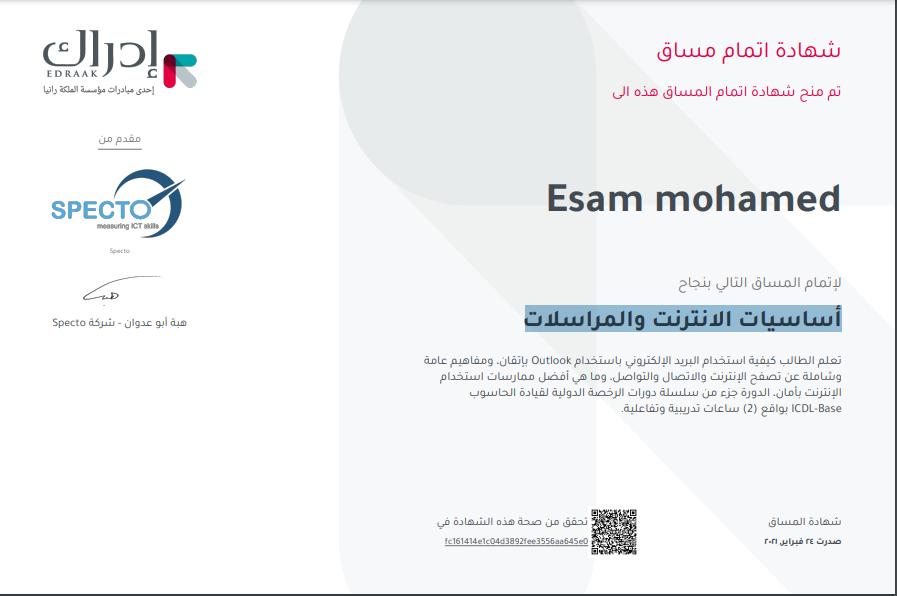 شهادة اتمام مساق
تم منح شهادة اتمام المساق هذه الى
Esam mohamed
لإتمام المساق التالي بنجاح
أساسيات الانترنت والمراسلات
تعلم الطالب كيفية استخدام البريد الإلكتروني باستخدام Outlook بإتقان، ومفاهيم عامة
وشاملة عن تصفح الإنترنت والاتصال والتواصل، وما هي أفضل ممارسات استخدام
الإنترنت بأمان، الدورة جزء من سلسلة دورات الرخصة الدولية لقيادة الحاسوب
ICDL-Base بواقع (2) ساعات تدريبية وتفاعلية.
شهادة المساق
صدرت ٢٤ فبراير, ٢٠٢١
تحقق من صحة هذه الشهادة في
fc161414e1c04d3892fee3556aa645e0
إدراك
EDRAAK
إحدى مبادرات مؤسسة الملكة رانيا
مقدم من
SPECTO
measuring ICT skills
Specto
هبة أبو عدوان - شركة Specto